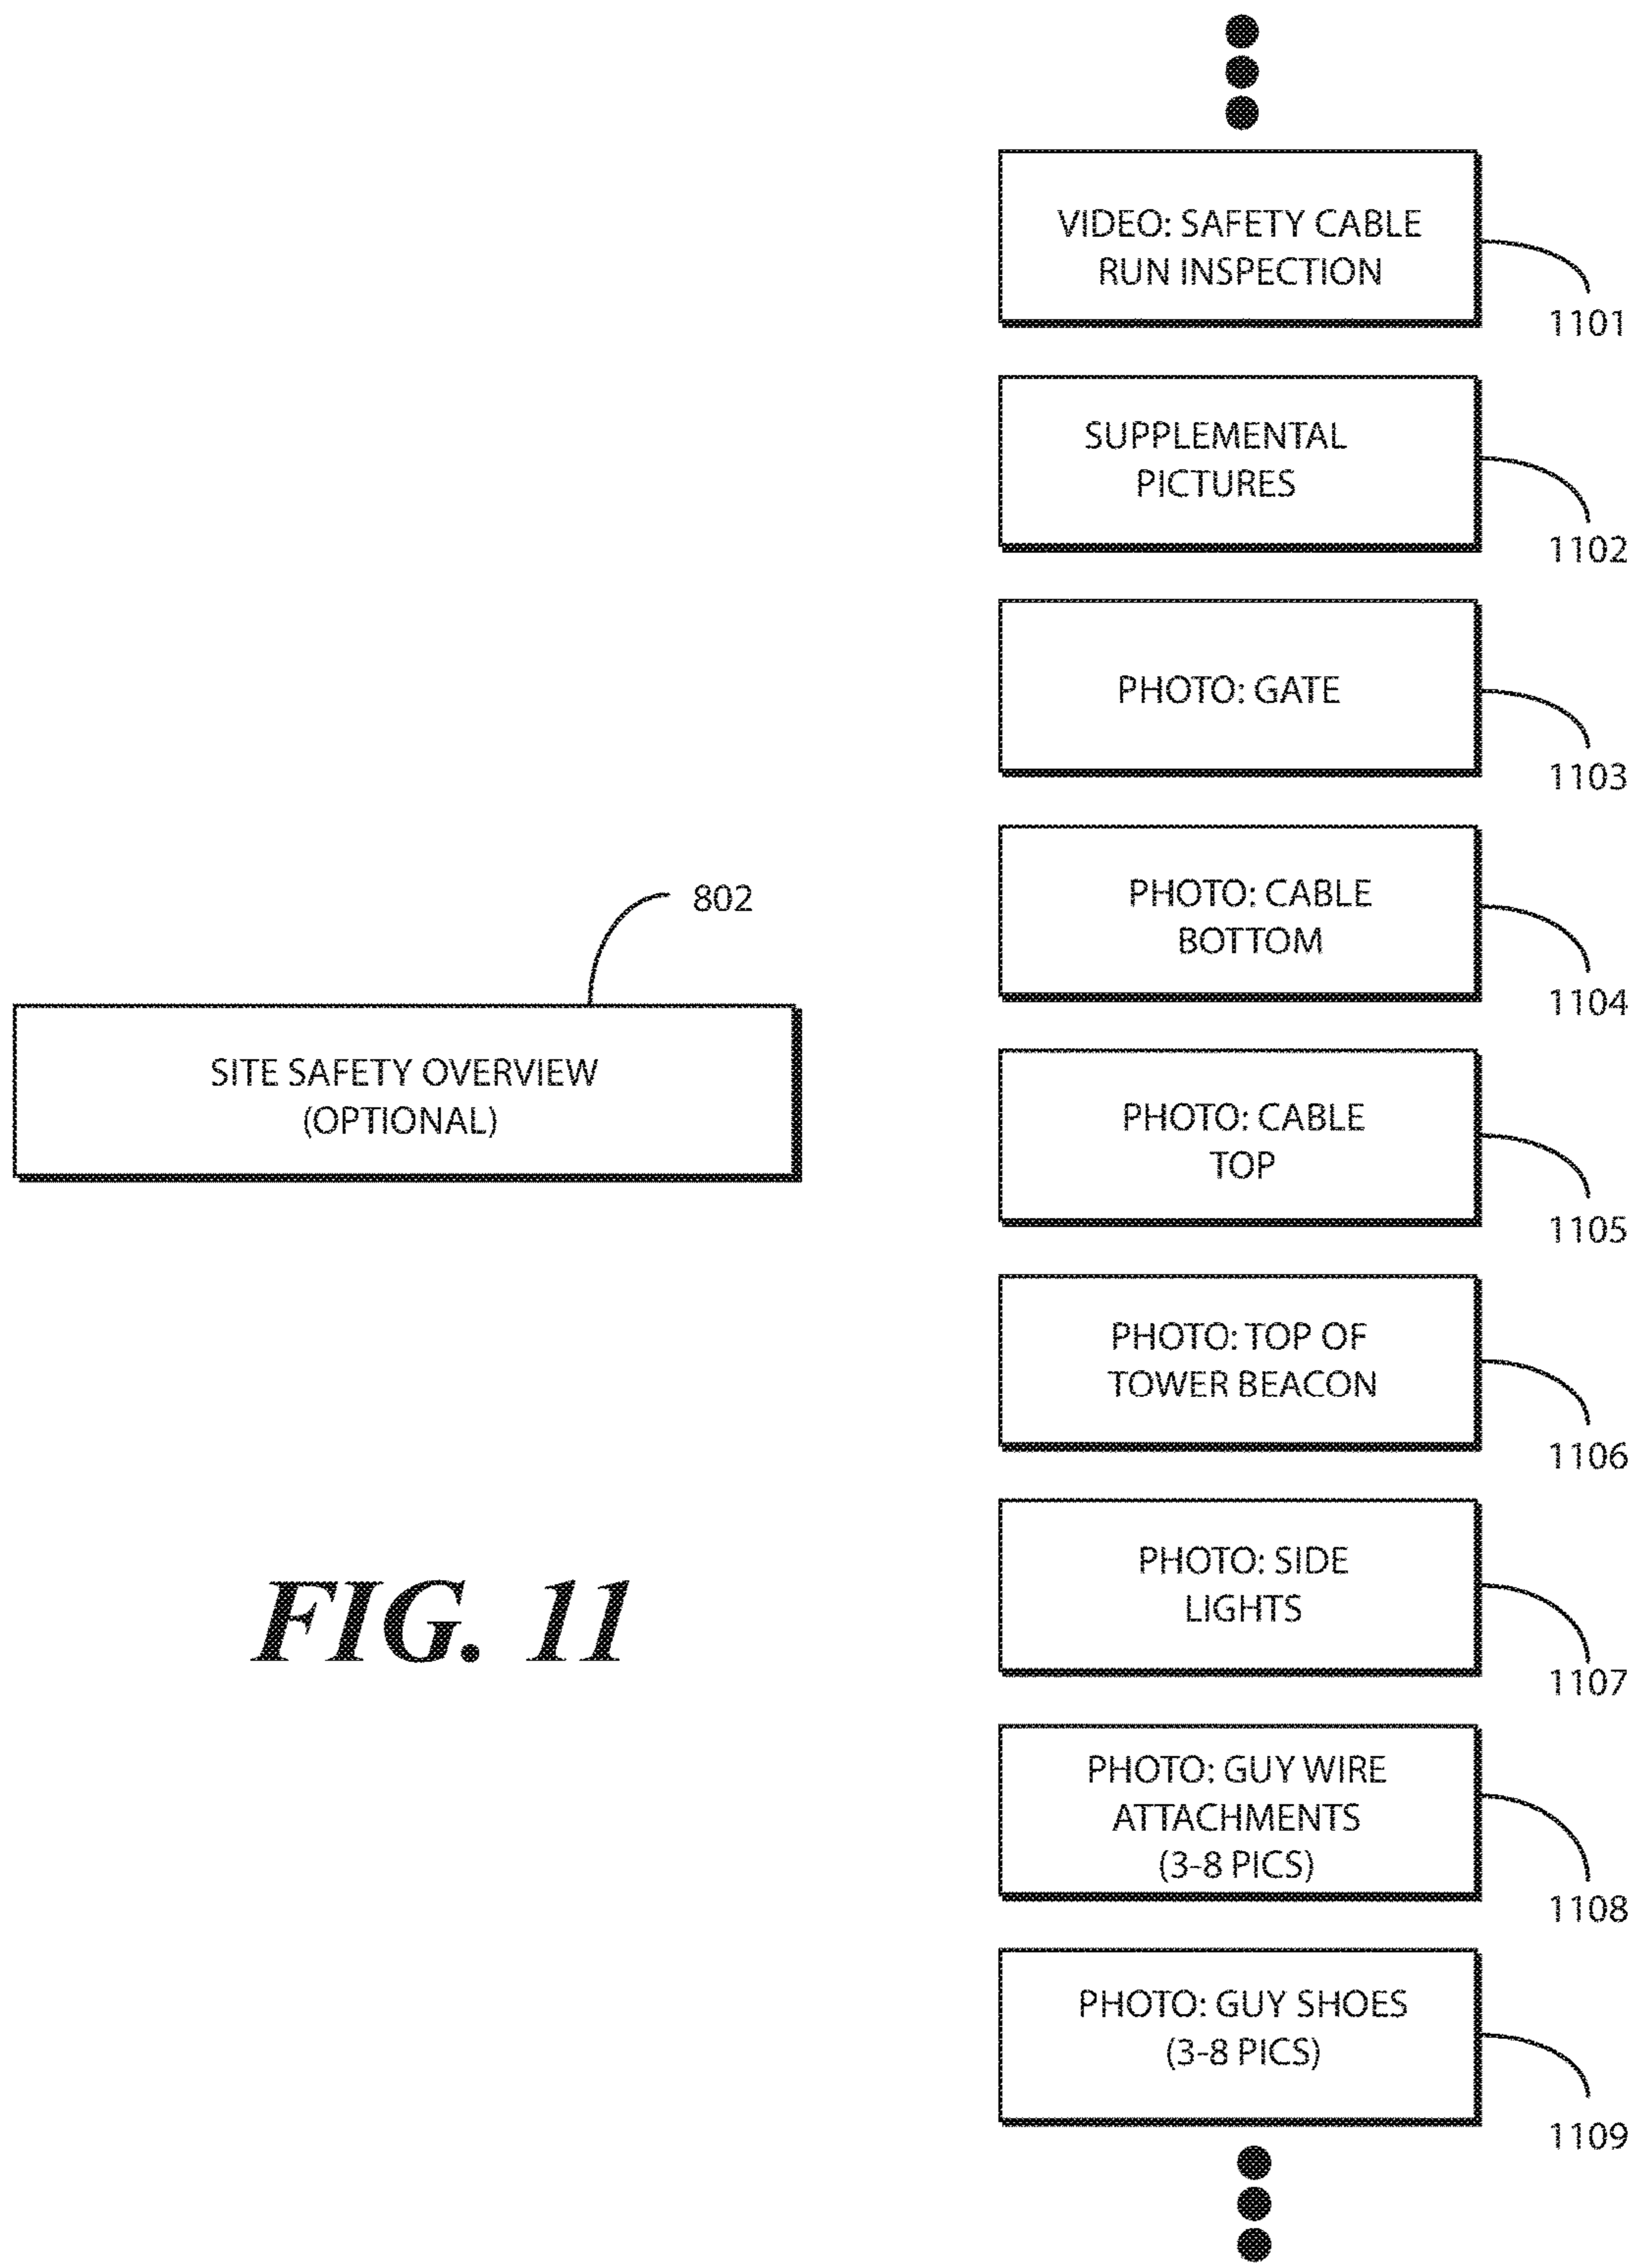 VIDEO: SAFETY CABLE
RUN INSPECTION
1101
SUPPLEMENTAL
PICTURES
1102
PHOTO: GATE
1103
PHOTO: CABLE
BOTTOM
1104
802
SITE SAFETY OVERVIEW
(OPTIONAL)
PHOTO: CABLE
TOP
1105
PHOTO: TOP OF
TOWER BEACON
1106
PHOTO: SIDE
LIGHTS
1107
FIG. 11
PHOTO: GUY WIRE
ATTACHMENTS
(3-8 PICS)
1108
PHOTO: GUY SHOES
(3-8 PICS)
1109